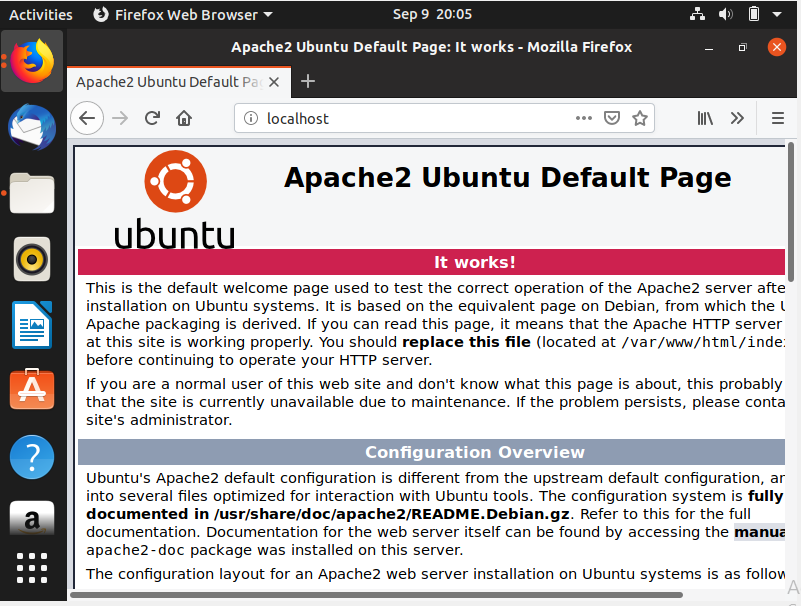 Activities Firefox Web Browser Sep 9 20:05
Apache2 Ubuntu Default Page: It works - Mozilla Firefox
Apache2 Ubuntu Default Pa
localhost
ubuntu
Apache2 Ubuntu Default Page
It works!
This is the default welcome page used to test the correct operation of the Apache2 server afte
installation on Ubuntu systems. It is based on the equivalent page on Debian, from which the U
Apache packaging is derived. If you can read this page, it means that the Apache HTTP server
at this site is working properly. You should replace this file (located at /var/www/html/inde
before continuing to operate your HTTP server.
If you are a normal user of this web site and don't know what this page is about, this probably
that the site is currently unavailable due to maintenance. If the problem persists, please conta
site's administrator.
Configuration Overview
Ubuntu's Apache2 default configuration is different from the upstream default configuration, an
into several files optimized for interaction with Ubuntu tools. The configuration system is fully
documented in /usr/share/doc/apache2/README.Debian.gz. Refer to this for the full
documentation. Documentation for the web server itself can be found by accessing the manua
apache2-doc package was installed on this server.
The configuration layout for an Apache2 web server installation on Ubuntu systems is as follow